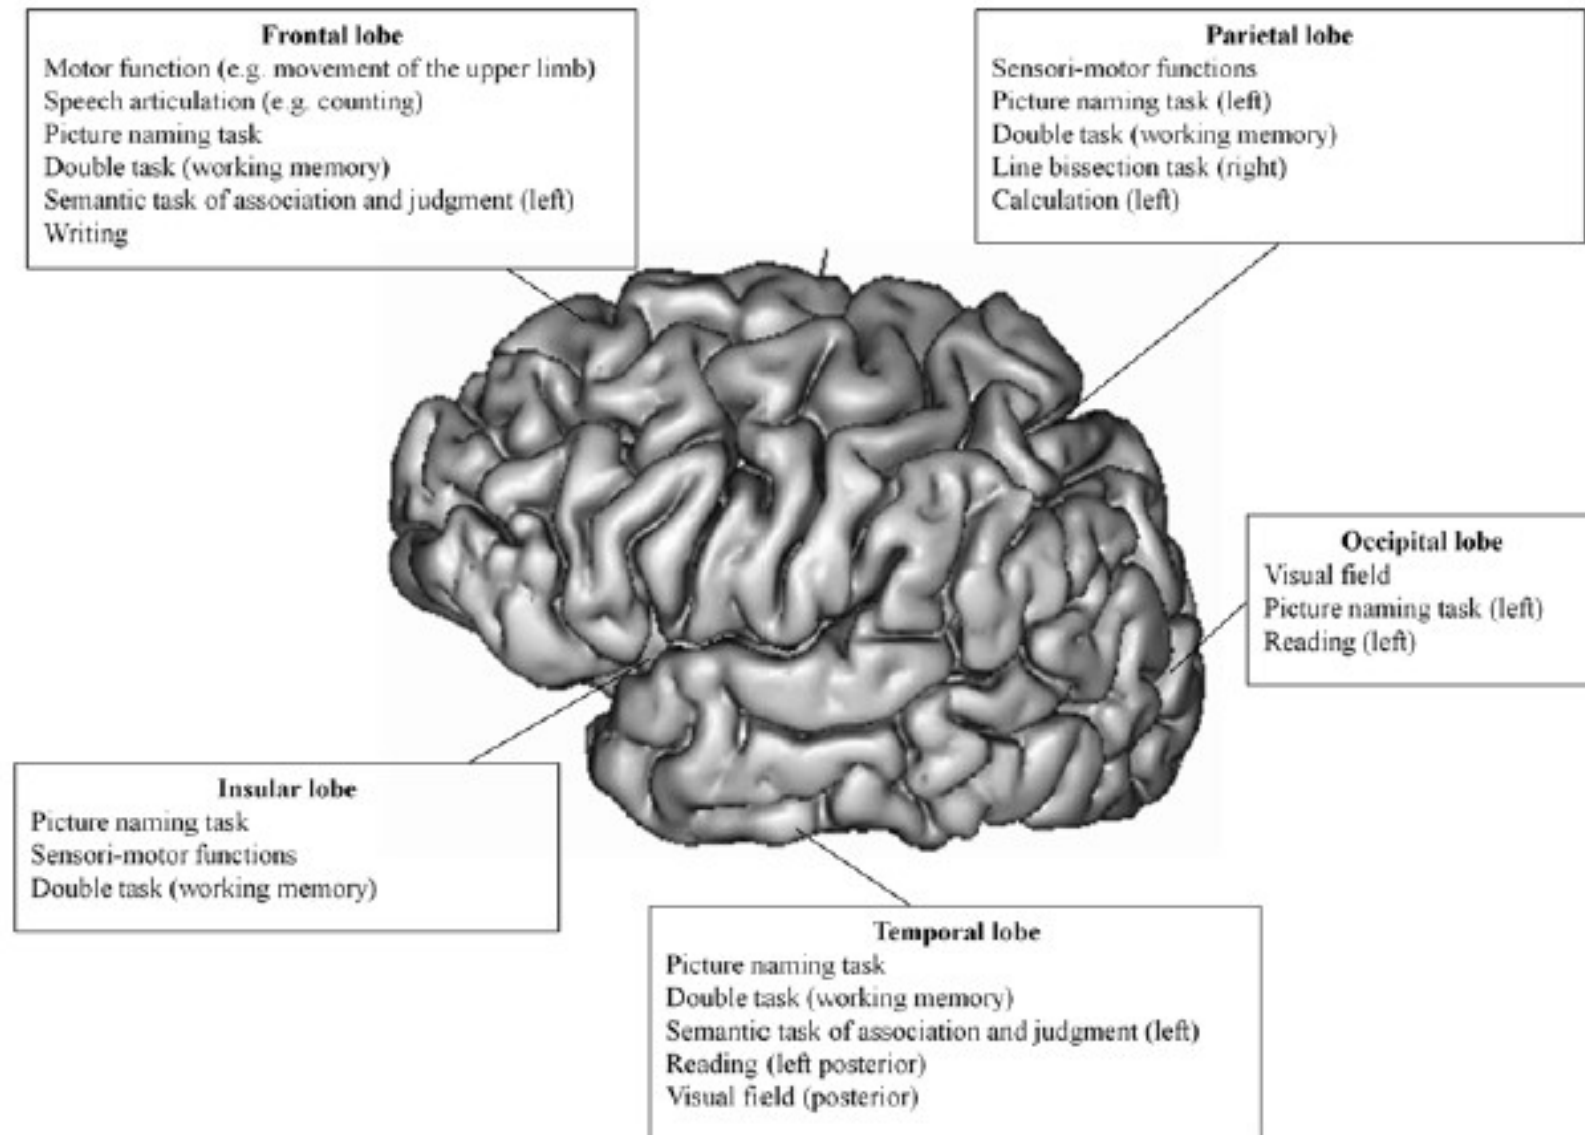 Frontal lobe
Motor function (e.g. movement of the upper limb)
Speech articulation (e.g. counting)
Picture naming task
Double task (working memory)
Semantic task of association and judgment (left)
Writing
Parietal lobe
Sensori-motor functions
Picture naming task (left)
Double task (working memory)
Line bissection task (right)
Calculation (left)
Occipital lobe
Visual field
Picture naming task (left)
Reading (left)
Insular lobe
Picture naming task
Sensori-motor functions
Double task (working memory)
Temporal lobe
Picture naming task
Double task (working memory)
Semantic task of association and judgment (left)
Reading (left posterior)
Visual field (posterior)